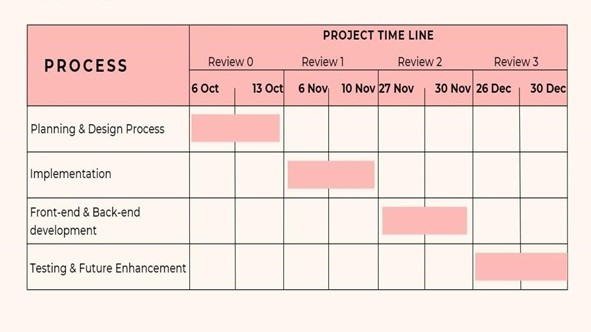 PROJECT TIME LINE
PROCESS
Review 0 Review 1 Review 2 Review 3
6 Oct 13 Oct 6 Nov 10 Nov 27 Nov 30 Nov 26 Dec 30 Dec
Planning & Design Process
Implementation
Front-end & Back-end
development
Testing & Future Enhancement